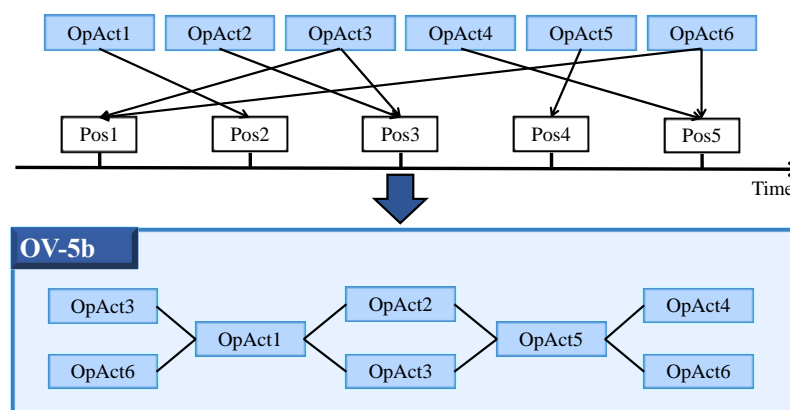 OpAct1 OpAct2 OpAct3 OpAct4 OpAct5 OpAct6
Pos1 Pos2 Pos3 Pos4 Pos5
Time
OV-5b
OpAct3 OpAct2 OpAct4
OpAct1 OpAct5
OpAct6 OpAct3 OpAct6